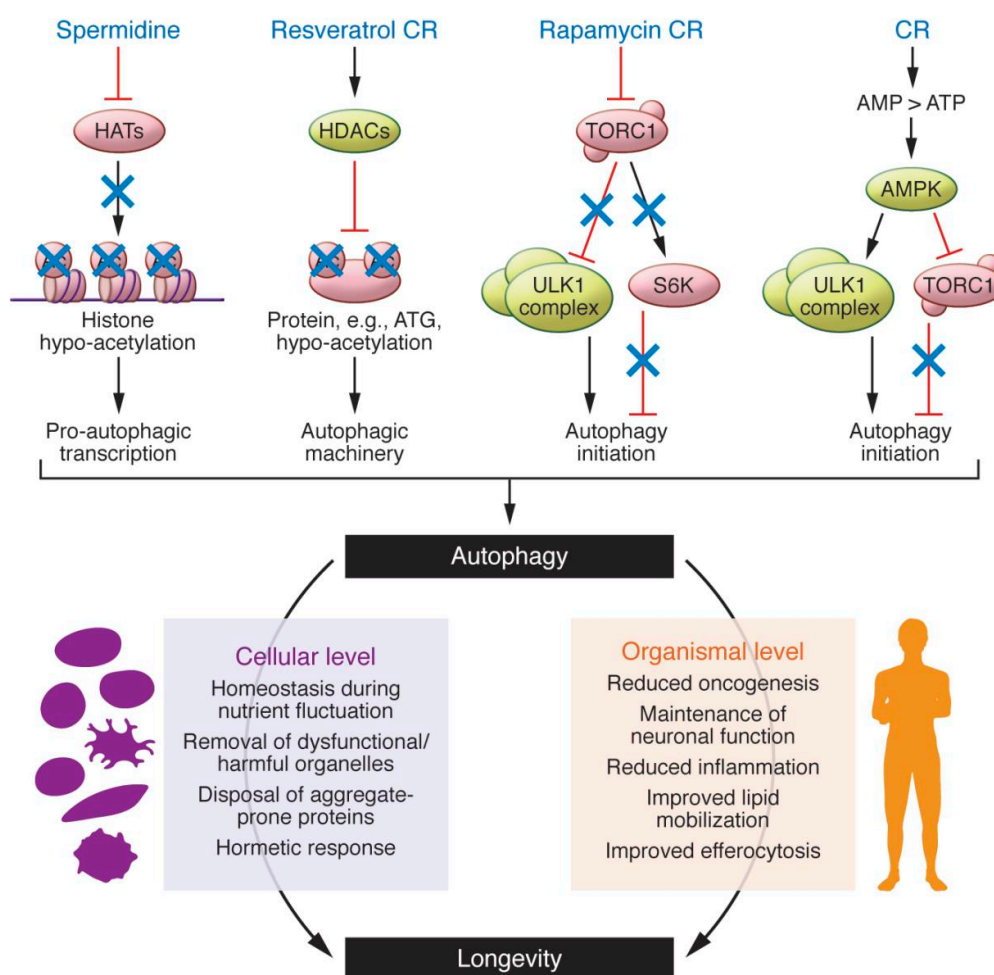 Spermidine
Resveratrol CR
Rapamycin CR
CR
HATs
HDACs
TORC1
AMP > ATP
AMPK
ULK1
complex
S6K
ULK1
complex
TORC1
Histone
hypo-acetylation
Protein, e.g., ATG,
hypo-acetylation
Pro-autophagic
transcription
Autophagic
machinery
Autophagy
initiation
Autophagy
initiation
Autophagy
Cellular level
Homeostasis during
nutrient fluctuation
Removal of dysfunctional/
harmful organelles
Disposal of aggregate-
prone proteins
Hormetic response
Organismal level
Reduced oncogenesis
Maintenance of
neuronal function
Reduced inflammation
Improved lipid
mobilization
Improved efferocytosis
Longevity